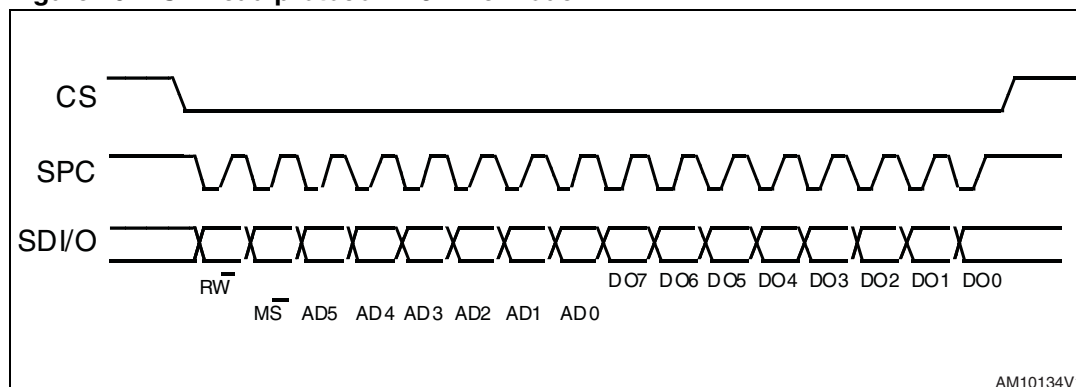 CS
SPC
SDI/O
RW
DO7 DO6 DO5 DO4 DO3 DO2 DO1 DO0
MS AD5 AD4 AD3 AD2 AD1 AD0
AM10134V